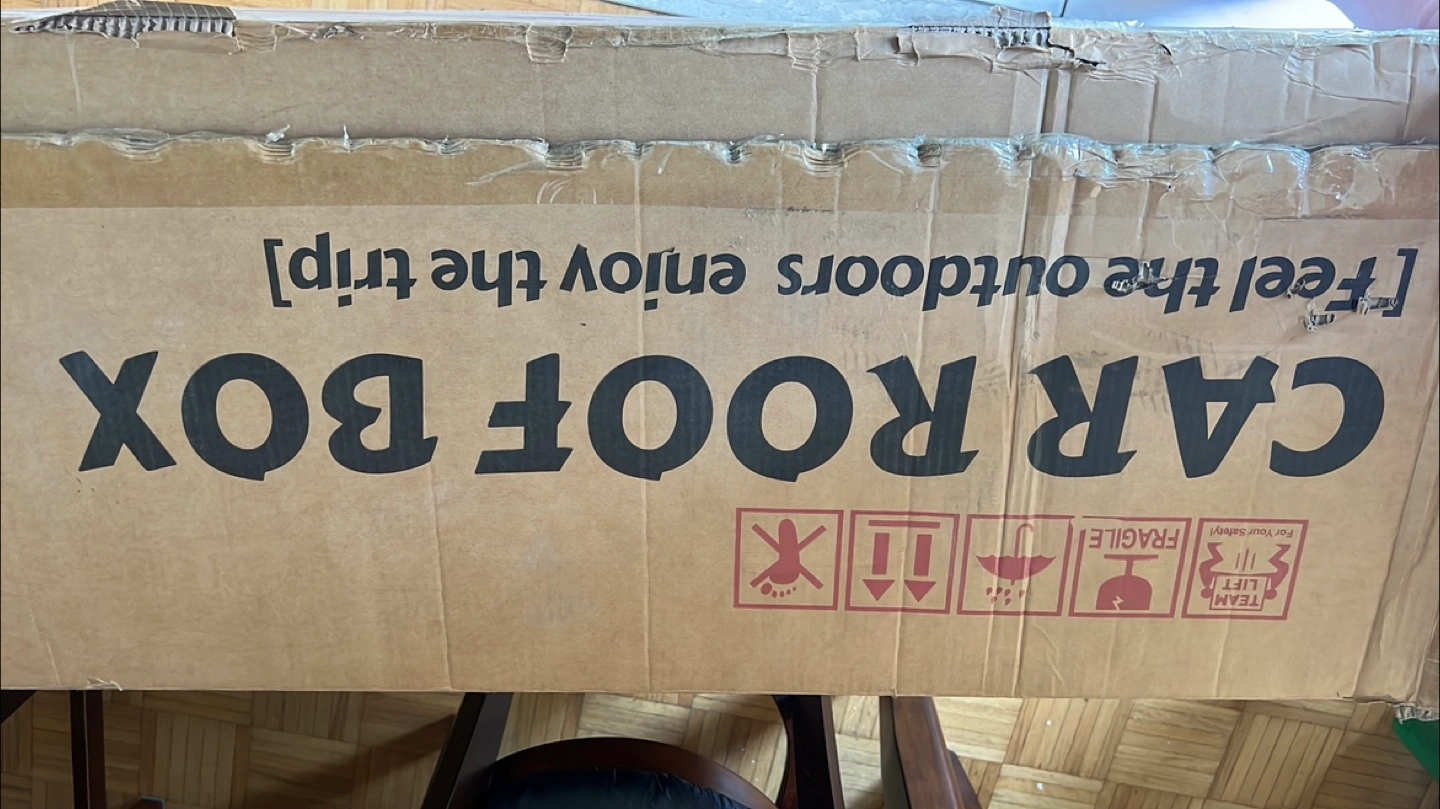 TEAM
LIFT
For Your Safety!
FRAGILE
CAR ROOF BOX
[Feel the outdoors enjoy the trip]